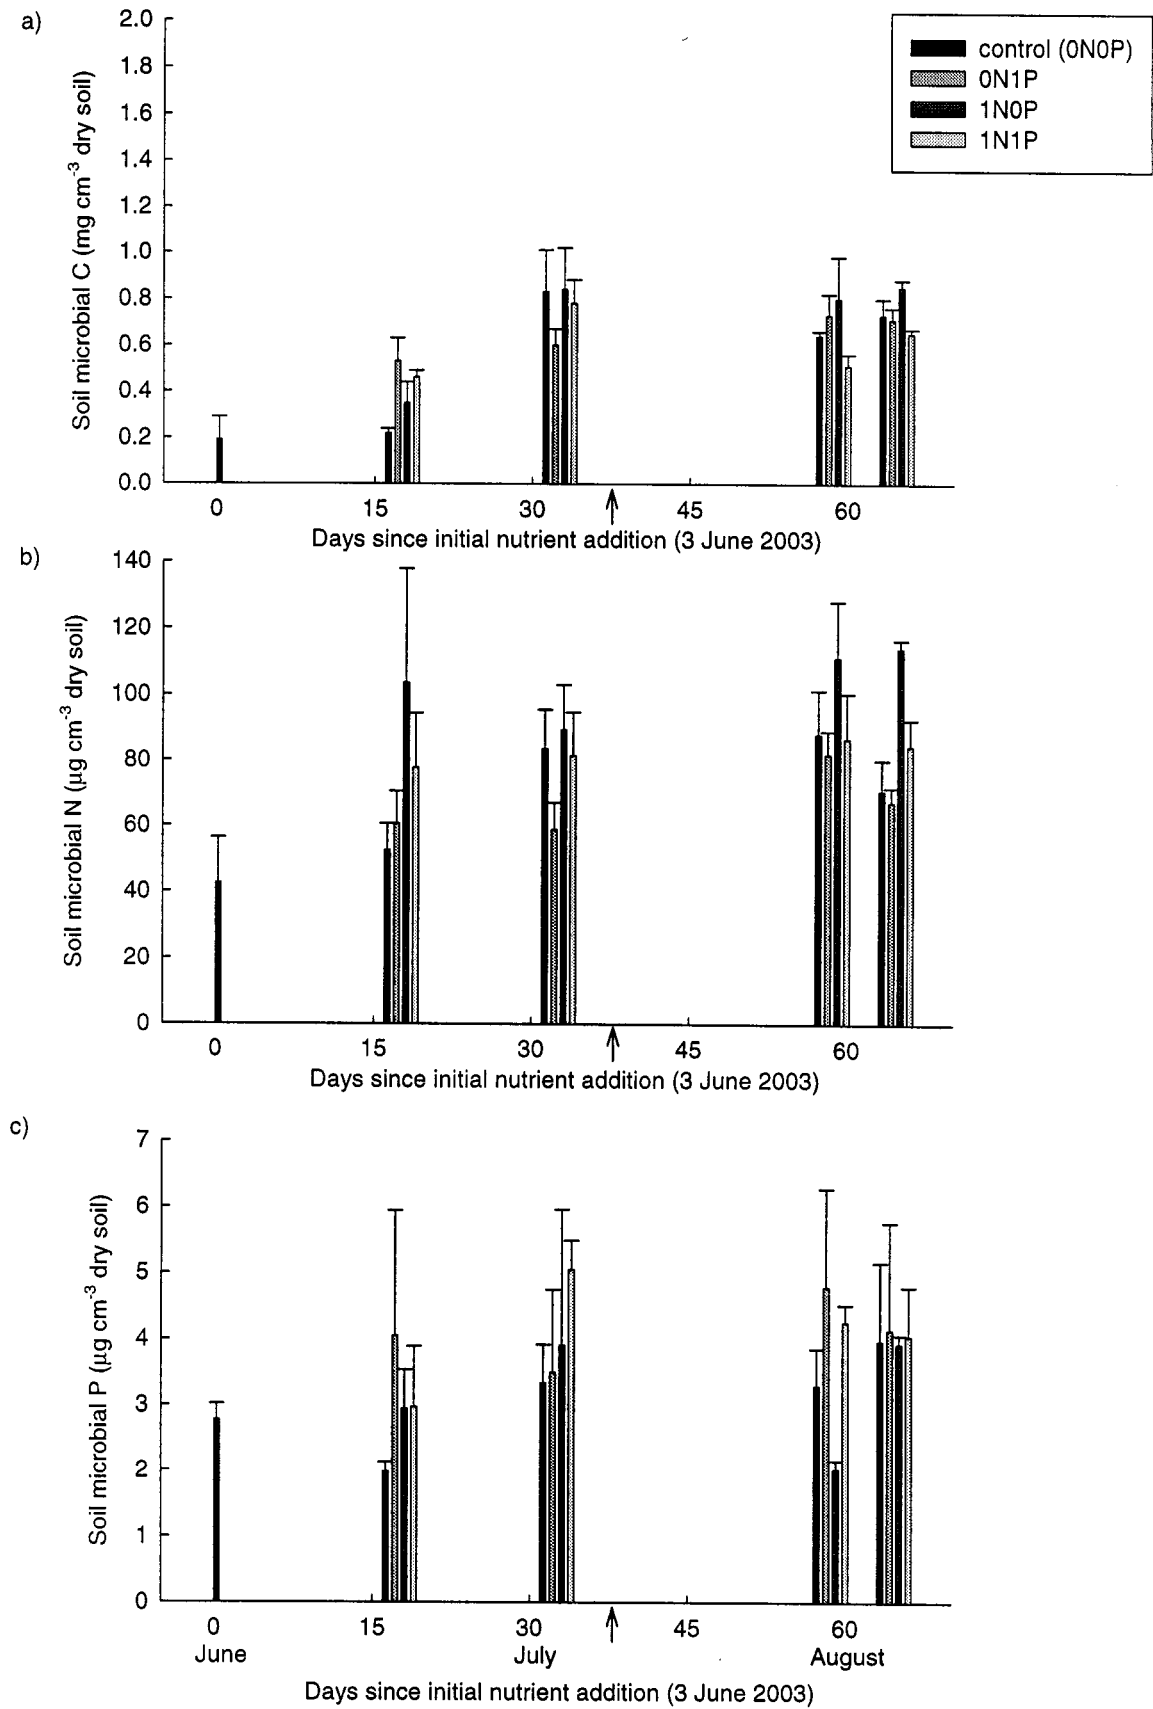 a)
control (0N0P)
0N1P
1N0P
1N1P
Soil microbial C (mg cm-3 dry soil)
2.0
1.8
1.6
1.4
1.2
1.0
0.8
0.6
0.4
0.2
0.0
0 15 30 45 60
Days since initial nutrient addition (3 June 2003)
b)
Soil microbial N (µg cm-3 dry soil)
140
120
100
80
60
40
20
0
0 15 30 45 60
Days since initial nutrient addition (3 June 2003)
c)
Soil microbial P (µg cm-3 dry soil)
7
6
5
4
3
2
1
0
0 15 30 45 60
June July August
Days since initial nutrient addition (3 June 2003)